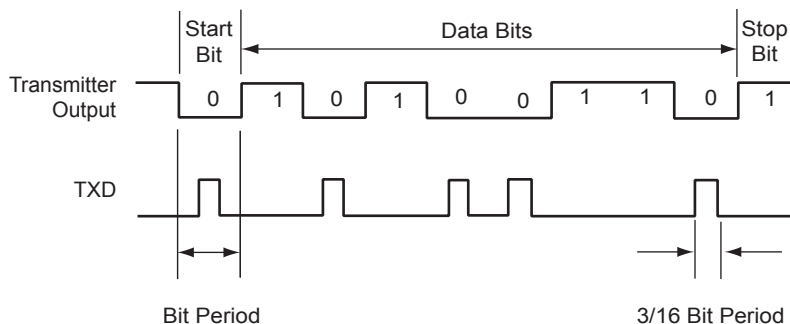 Start
Bit
Data Bits
Stop
Bit
Transmitter
Output
0 1 0 1 0 0 1 1 0 1
TXD
Bit Period
3/16 Bit Period